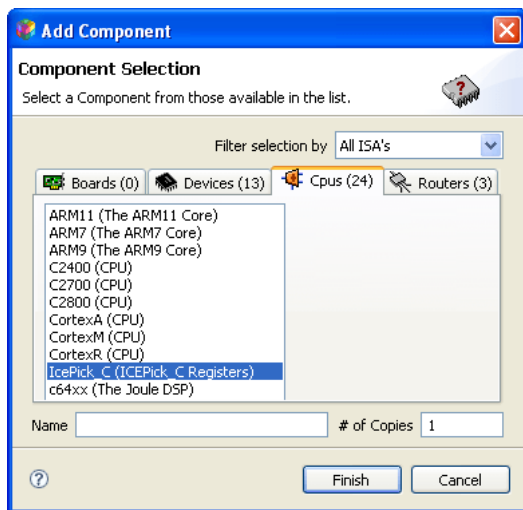 Add Component
Component Selection
Select a Component from those available in the list.
Filter selection by All ISA's
Boards (0) Devices (13) Cpus (24) Routers (3)
ARM11 (The ARM11 Core)
ARM7 (The ARM7 Core)
ARM9 (The ARM9 Core)
C2400 (CPU)
C2700 (CPU)
C2800 (CPU)
CortexA (CPU)
CortexM (CPU)
CortexR (CPU)
IcePick_C (ICEPick_C Registers)
c64xx (The Joule DSP)
Name # of Copies 1
? Finish Cancel